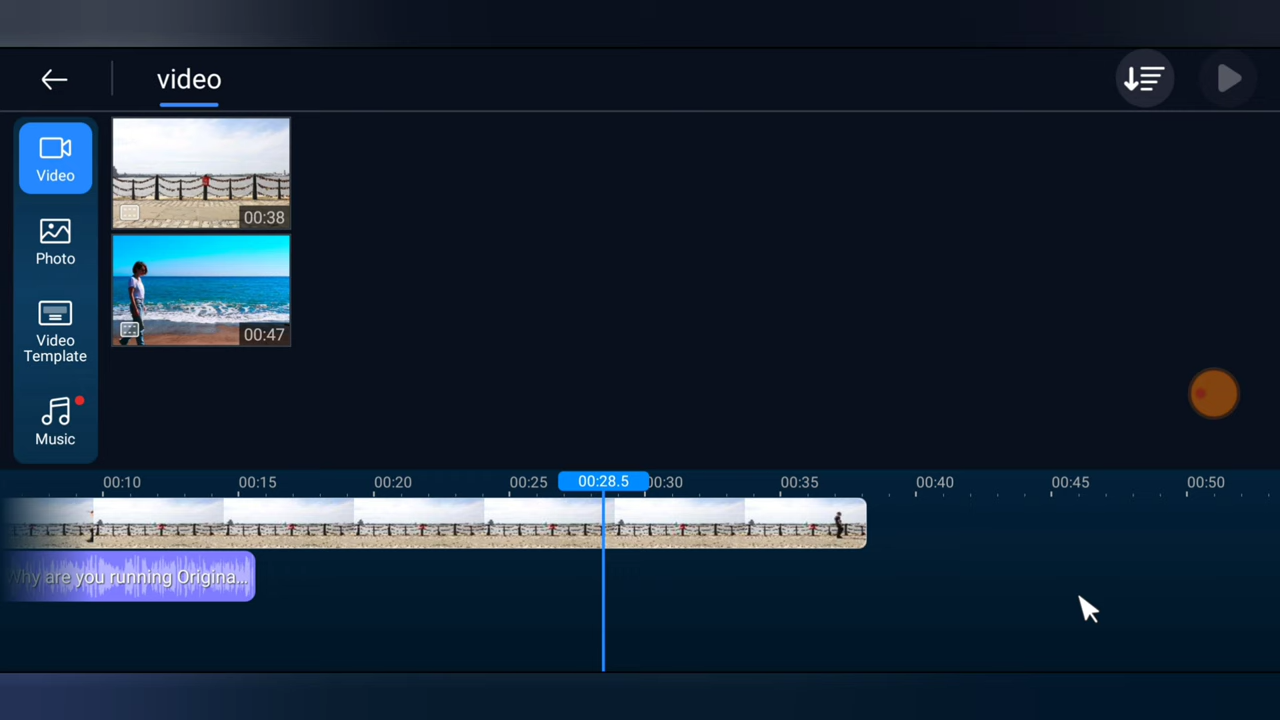 video
Video
00:38
Photo
00:47
Video
Template
Music
00:10
00:15
00:20
00:25
00:28.5
00:30
00:35
00:40
00:45
00:50
Why are you running Origina...